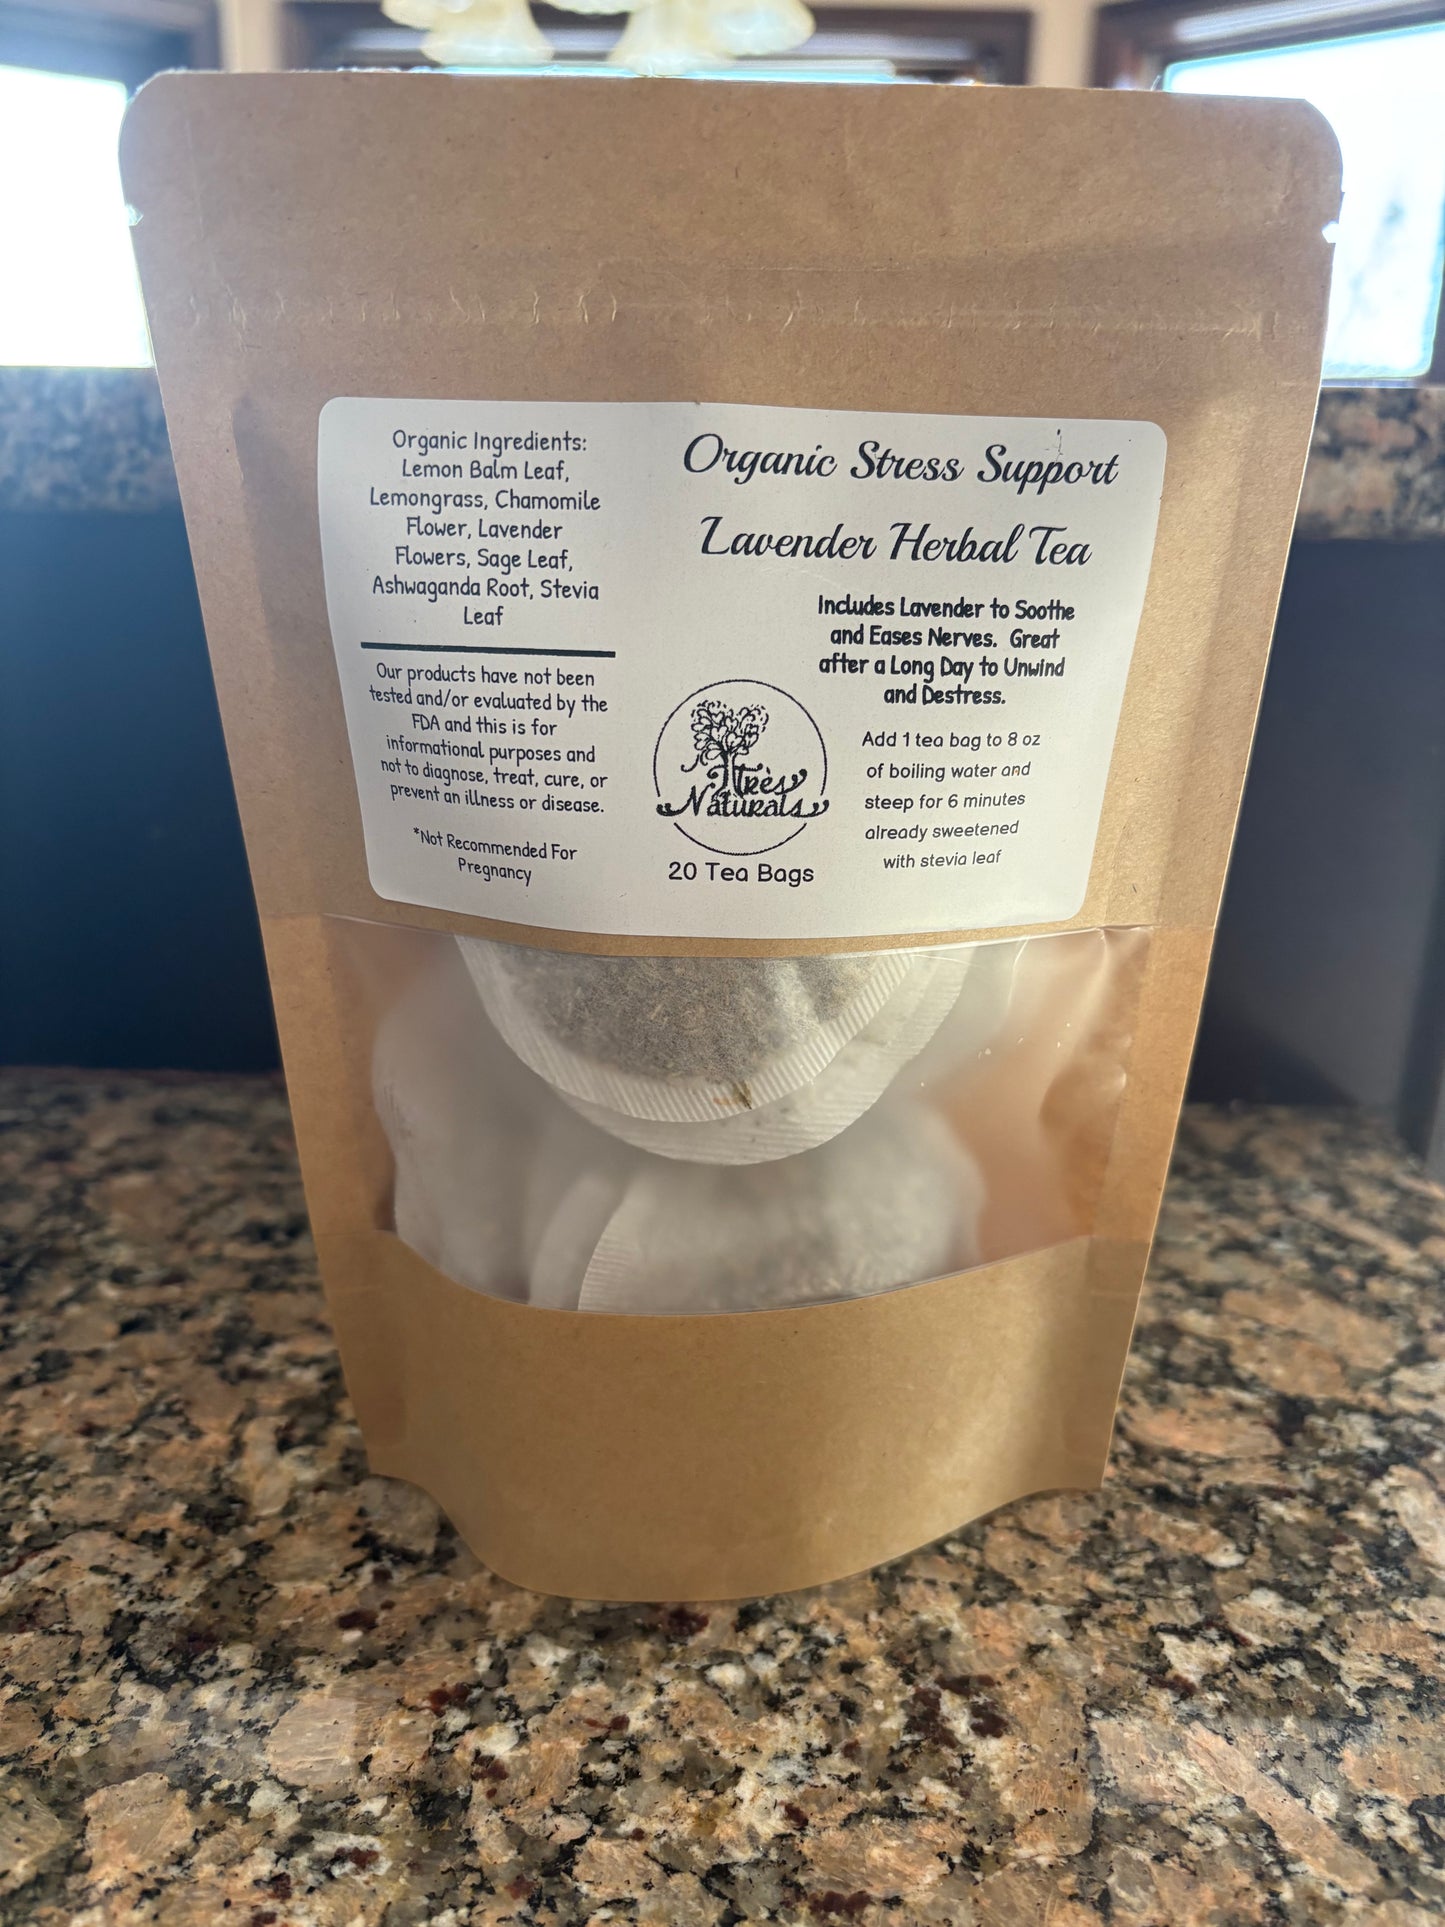 Organic Ingredients:
Lemon Balm Leaf,
Lemongrass, Chamomile
Flower, Lavender
Flowers, Sage Leaf,
Ashwaganda Root, Stevia
Leaf
Our products have not been
tested and/or evaluated by the
FDA and this is for
informational purposes and
not to diagnose, treat, cure, or
prevent an illness or disease.
*Not Recommended For
Pregnancy
Organic Stress Support
Lavender Herbal Tea
Includes Lavender to Soothe
and Eases Nerves. Great
after a Long Day to Unwind
and Destress.
Très
Naturals
20 Tea Bags
Add 1 tea bag to 8 oz
of boiling water and
steep for 6 minutes
already sweetened
with stevia leaf